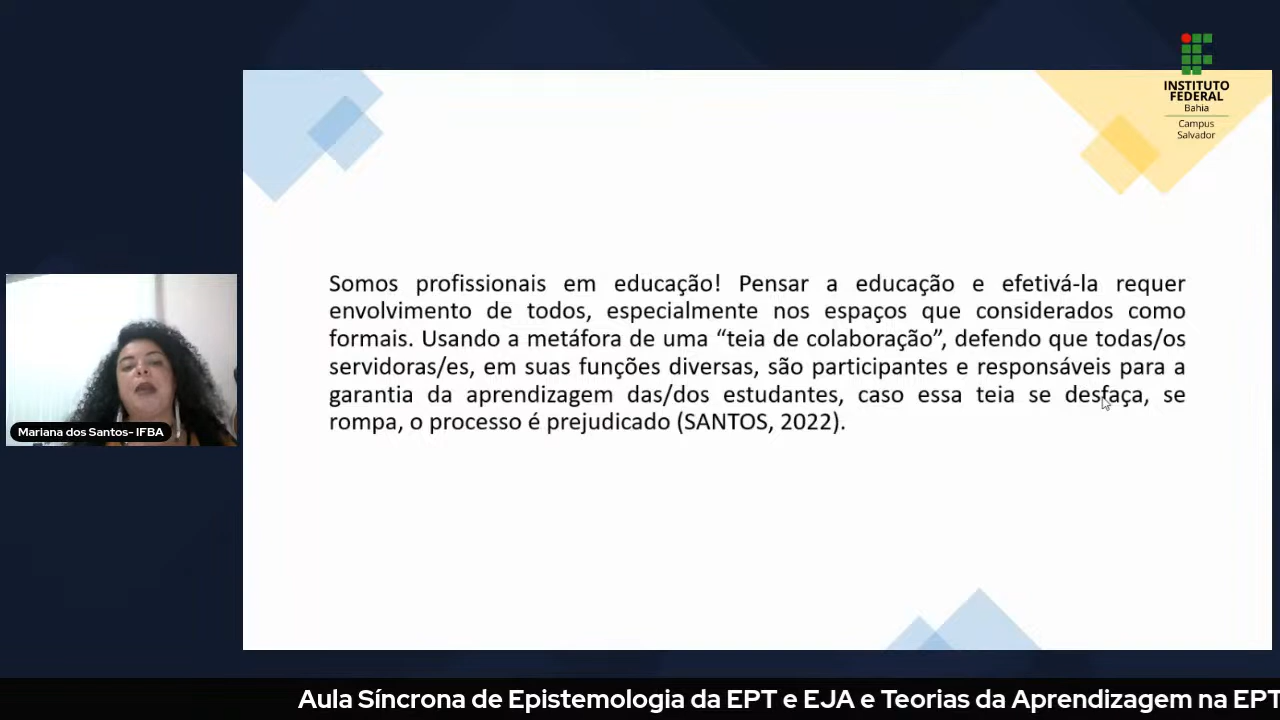 INSTITUTO
FEDERAL
Bahia
Campus
Salvador
Somos profissionais em educação! Pensar a educação e efetivá-la requer
envolvimento de todos, especialmente nos espaços que considerados como
formais. Usando a metáfora de uma “teia de colaboração”, defendo que todas/os
servidoras/es, em suas funções diversas, são participantes e responsáveis para a
garantia da aprendizagem das/dos estudantes, caso essa teia se desfaça, se
rompa, o processo é prejudicado (SANTOS, 2022).
Mariana dos Santos- IFBA
Aula Síncrona de Epistemologia da EPT e EJA e Teorias da Aprendizagem na EPT